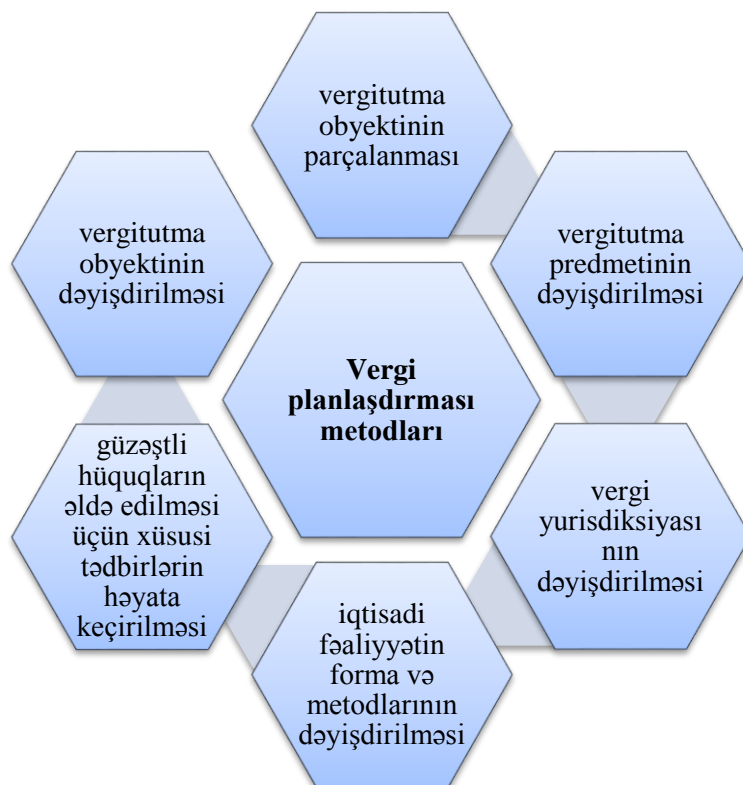 vergitutma
obyektinin
parçalanması
vergitutma
predmetinin
dəyişdirilməsi
vergi
yurisdiksiyası
nın
dəyişdirilməsi
iqtisadi
fəaliyyətin
forma və
metodlarının
dəyişdirilməsi
güzəştli
hüquqların
əldə edilməsi
üçün xüsusi
tədbirlərin
həyata
keçirilməsi
vergitutma
obyektinin
dəyişdirilməsi
Vergi
planlaşdırması
metodları